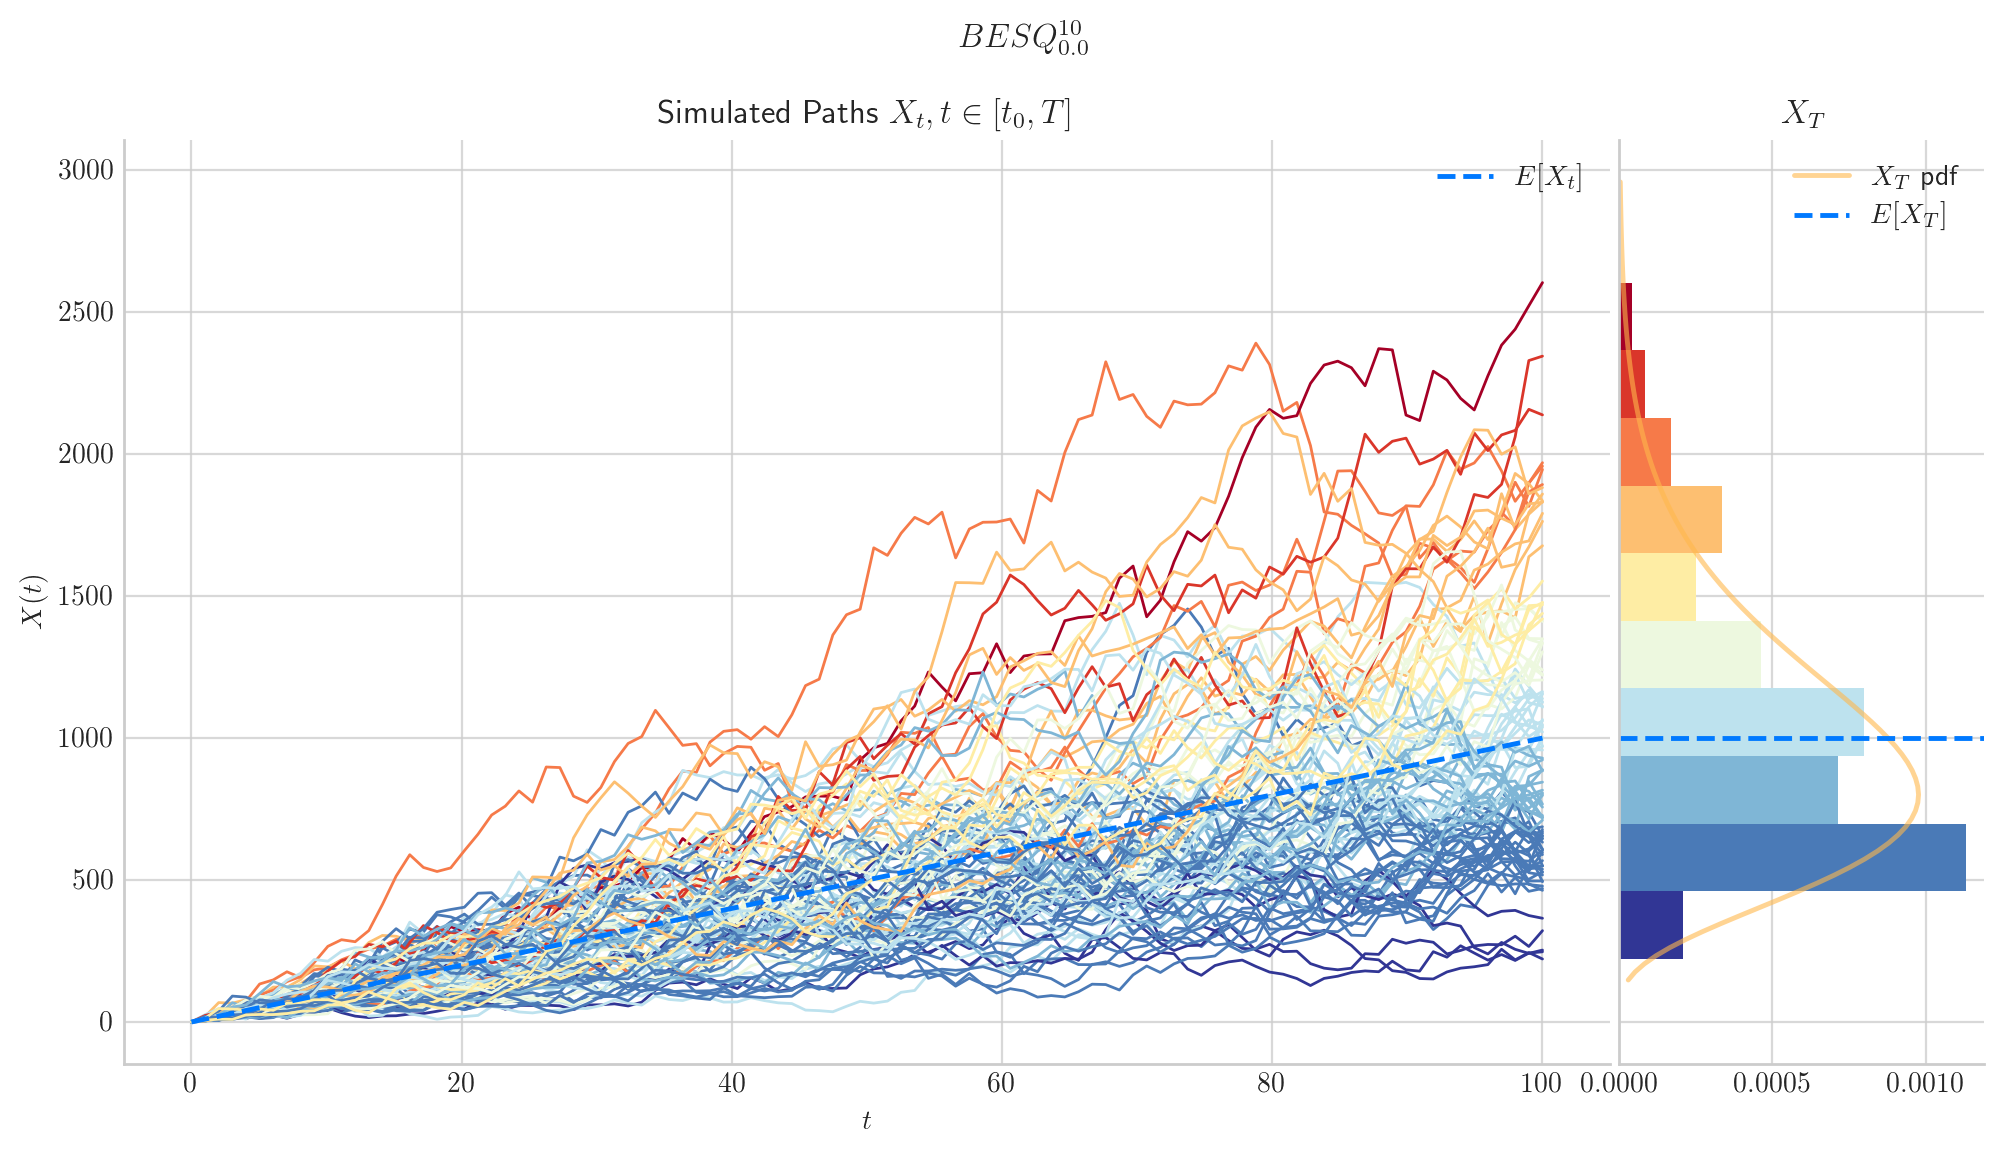 $BESQ^{10}_{0.0}$
Simulated Paths $X_t, t \in [t_0, T]$
$X_T$
3000
2500
2000
1500
1000
500
0
$X(t)$
$E[X_t]$
$X_T$ pdf
$E[X_T]$
0 20 40 60 80 100 0.0000 0.0005 0.0010
$t$